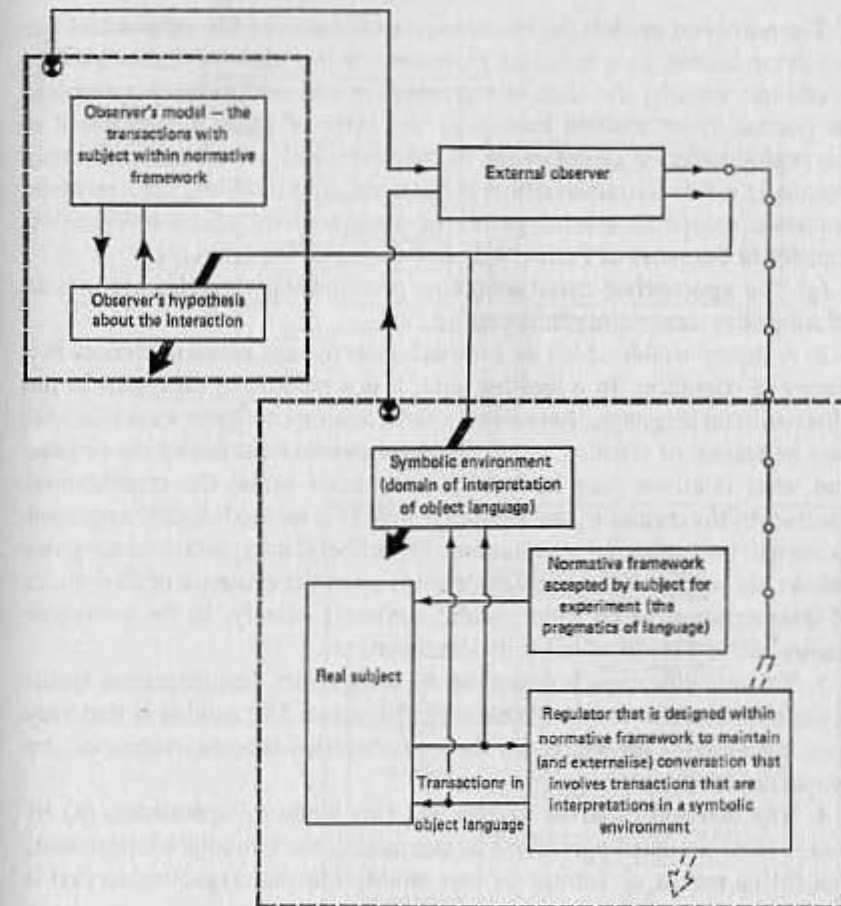 Observer's model – the
transactions with
subject within normative
framework
External observer
Observer's hypothesis
about the interaction
Symbolic environment
(domain of interpretation
of object language)
Normative framework
accepted by subject for
experiment (the
pragmatics of language)
Real subject
Regulator that is designed within
normative framework to maintain
(and externalise) conversation that
involves transactions that are
interpretations in a symbolic
environment
Transactions in
object language